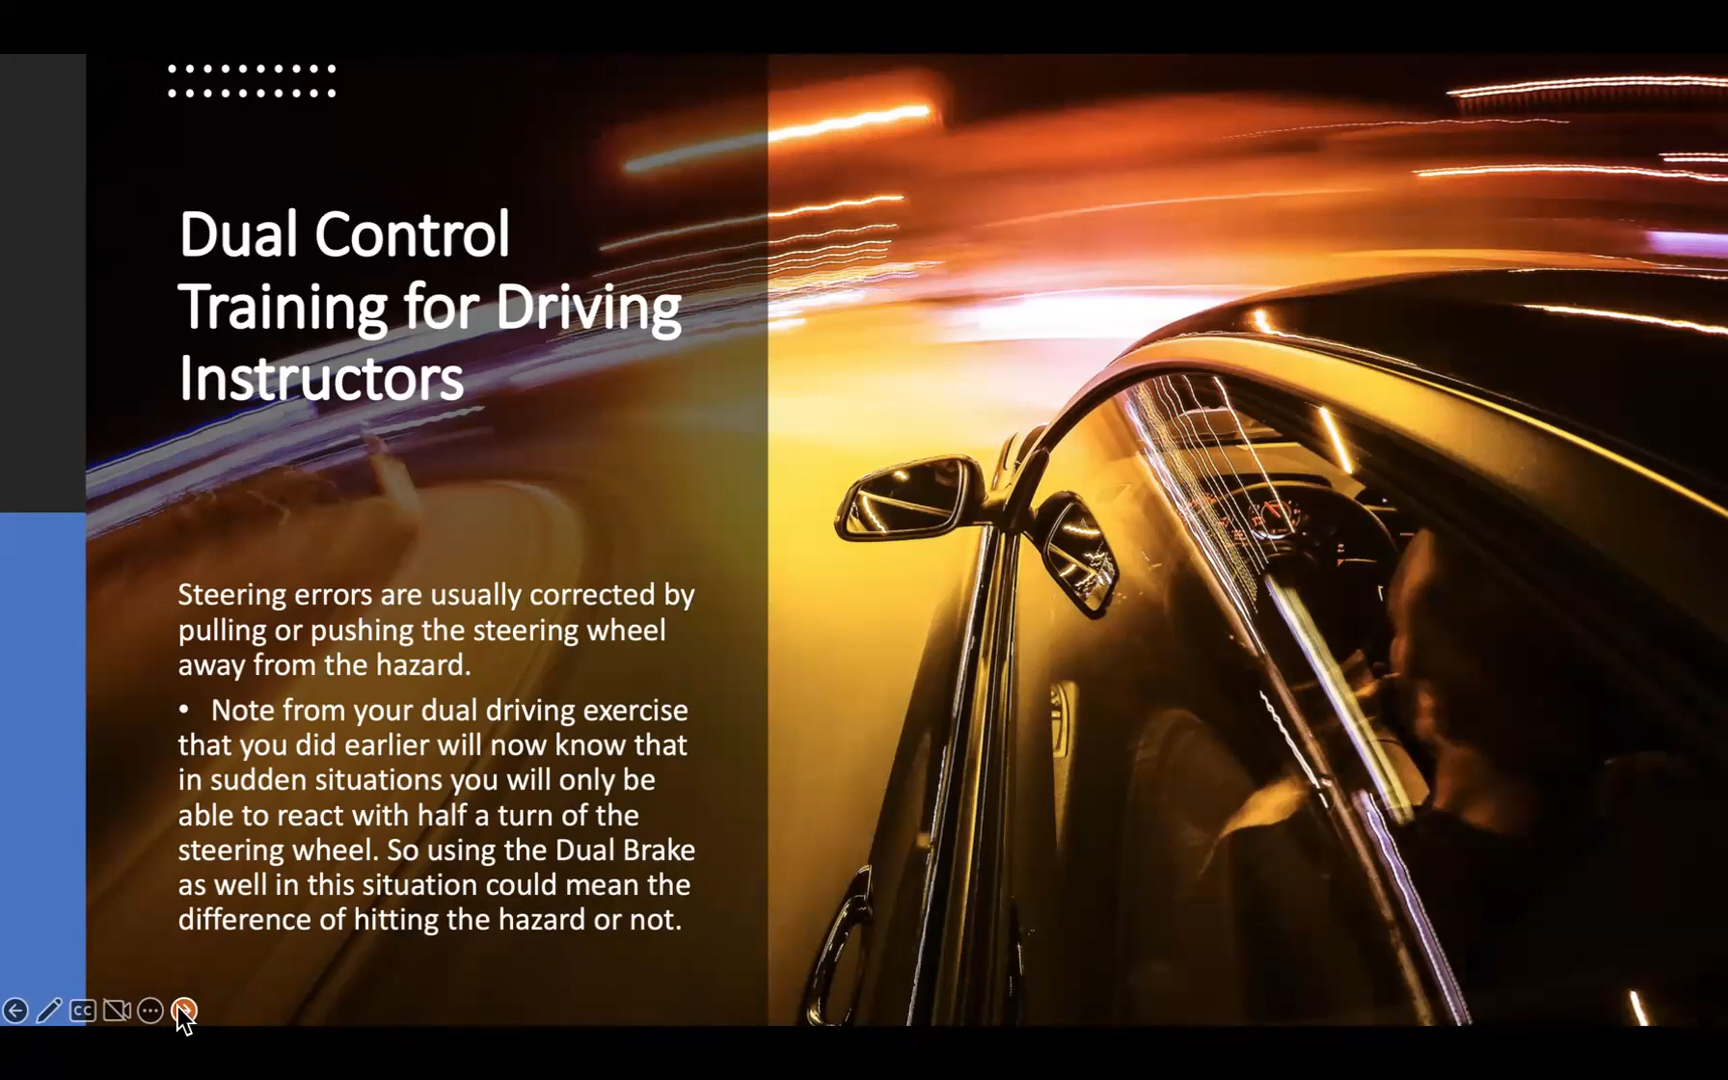 Dual Control
Training for Driving
Instructors
Steering errors are usually corrected by
pulling or pushing the steering wheel
away from the hazard.
• Note from your dual driving exercise
that you did earlier will now know that
in sudden situations you will only be
able to react with half a turn of the
steering wheel. So using the Dual Brake
as well in this situation could mean the
difference of hitting the hazard or not.
CC